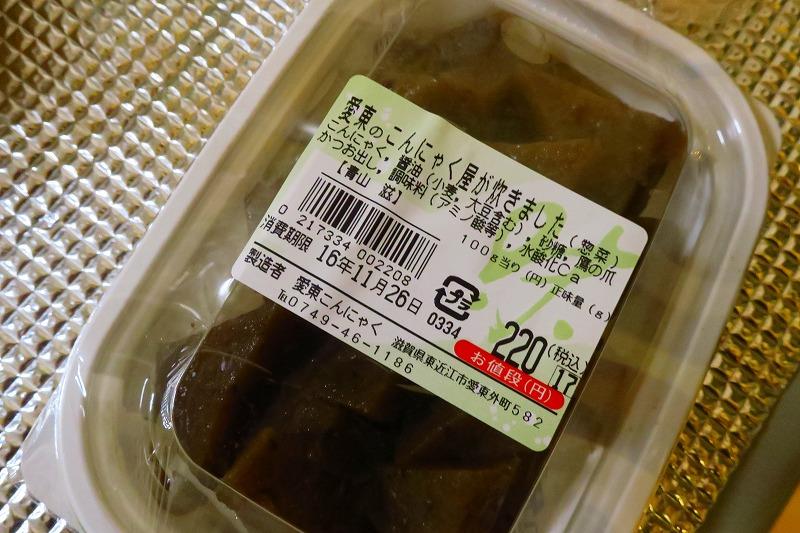 愛東のこんにゃく屋が炊きました(惣菜)
こんにゃく,醤油(小麦,大豆含む),砂糖,鷹の爪
かつお出し,調味料(アミノ酸等),水酸化Ca
【青山 滋】
100g当り(円) 正味量(g)
0 217334 002208
消費期限 16年11月26日 0334
プラ
220 (税込)
お値段(円)
製造者 愛東こんにゃく
滋賀県東近江市愛東外町582
℡0749-46-1186